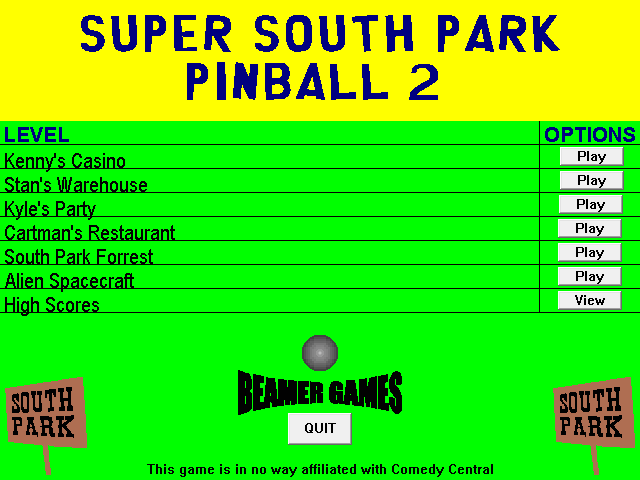 SUPER SOUTH PARK
PINBALL 2
LEVEL OPTIONS
Kenny's Casino Play
Stan's Warehouse Play
Kyle's Party Play
Cartman's Restaurant Play
South Park Forrest Play
Alien Spacecraft Play
High Scores View
BEAMER GAMES
SOUTH
PARK
QUIT
SOUTH
PARK
This game is in no way affiliated with Comedy Central